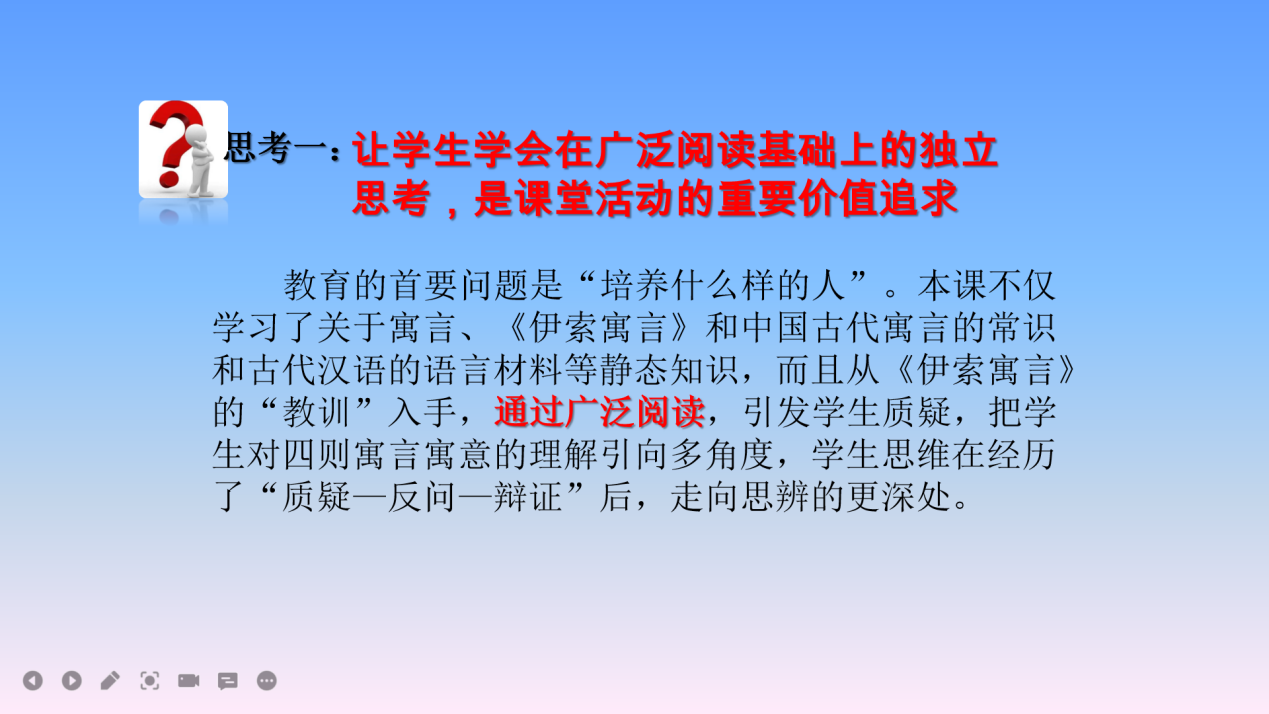 思考一：让学生学会在广泛阅读基础上的独立
思考，是课堂活动的重要价值追求
教育的首要问题是“培养什么样的人”。本课不仅
学习了关于寓言、《伊索寓言》和中国古代寓言的常识
和古代汉语的语言材料等静态知识，而且从《伊索寓言》
的“教训”入手，通过广泛阅读，引发学生质疑，把学
生对四则寓言寓意的理解引向多角度，学生思维在经历
了“质疑—反问—辩证”后，走向思辨的更深处。